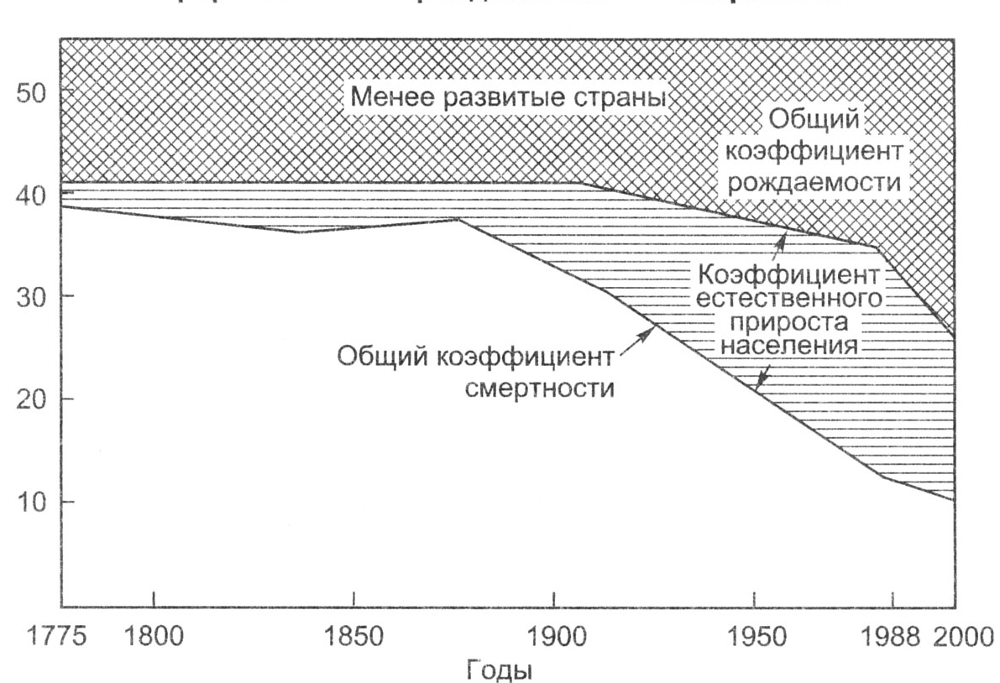 50
Менее развитые страны
Общий
коэффициент
рождаемости
40
Коэффициент
естественного
прироста
населения
30
Общий коэффициент
смертности
20
10
1775 1800 1850 1900 1950 1988 2000
Годы